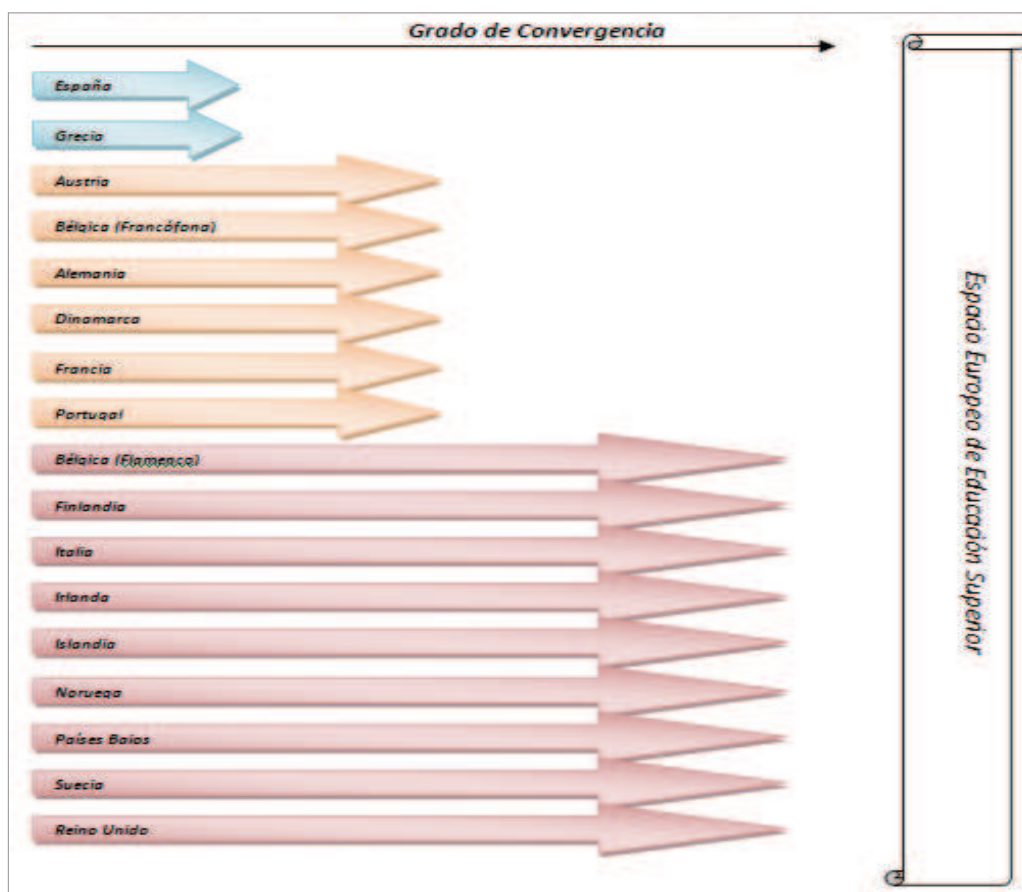 Grado de Convergencia
España
Grecia
Austria
Bélgica (Francófona)
Alemania
Dinamarca
Francia
Portugal
Bélgica (Flamenca)
Finlandia
Italia
Irlanda
Islandia
Noruega
Países Bajos
Suecia
Reino Unido
Espacio Europeo de Educación Superior